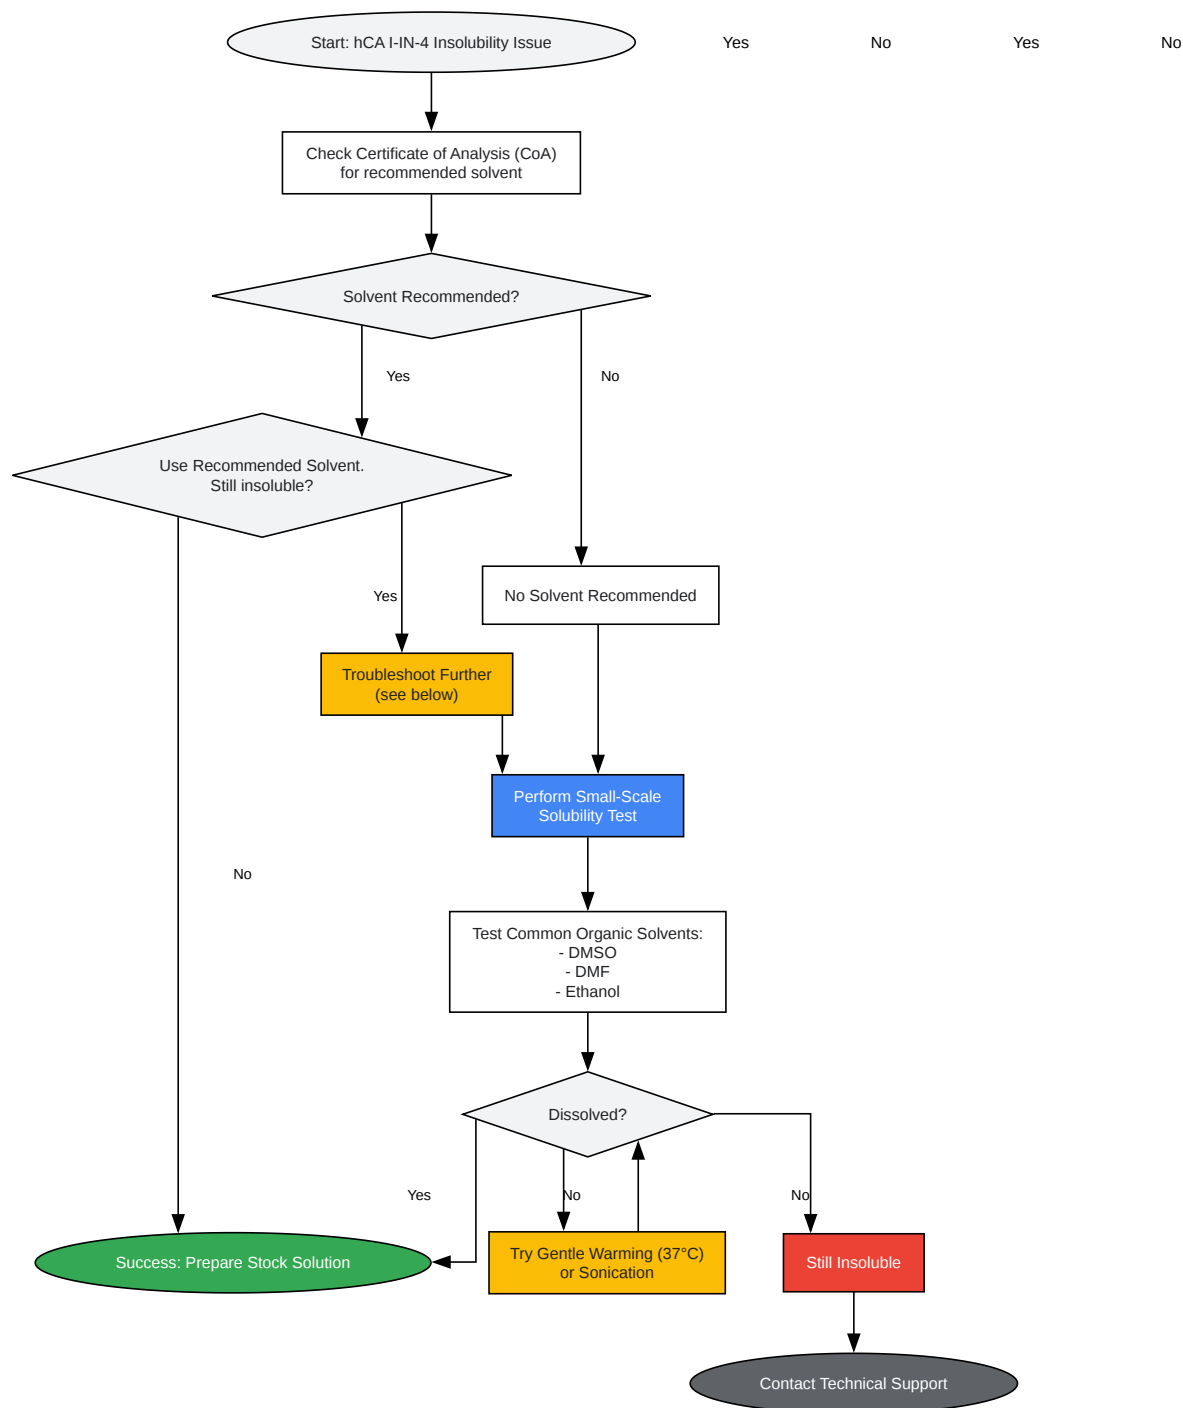 Start: hCA I-IN-4 Insolubility Issue
Yes
No
Yes
No
Check Certificate of Analysis (CoA)
for recommended solvent
Solvent Recommended?
Yes
No
Use Recommended Solvent.
Still insoluble?
Yes
No Solvent Recommended
Troubleshoot Further
(see below)
Perform Small-Scale
Solubility Test
No
Test Common Organic Solvents:
- DMSO
- DMF
- Ethanol
Dissolved?
Yes
No
No
Success: Prepare Stock Solution
Try Gentle Warming (37°C)
or Sonication
Still Insoluble
Contact Technical Support